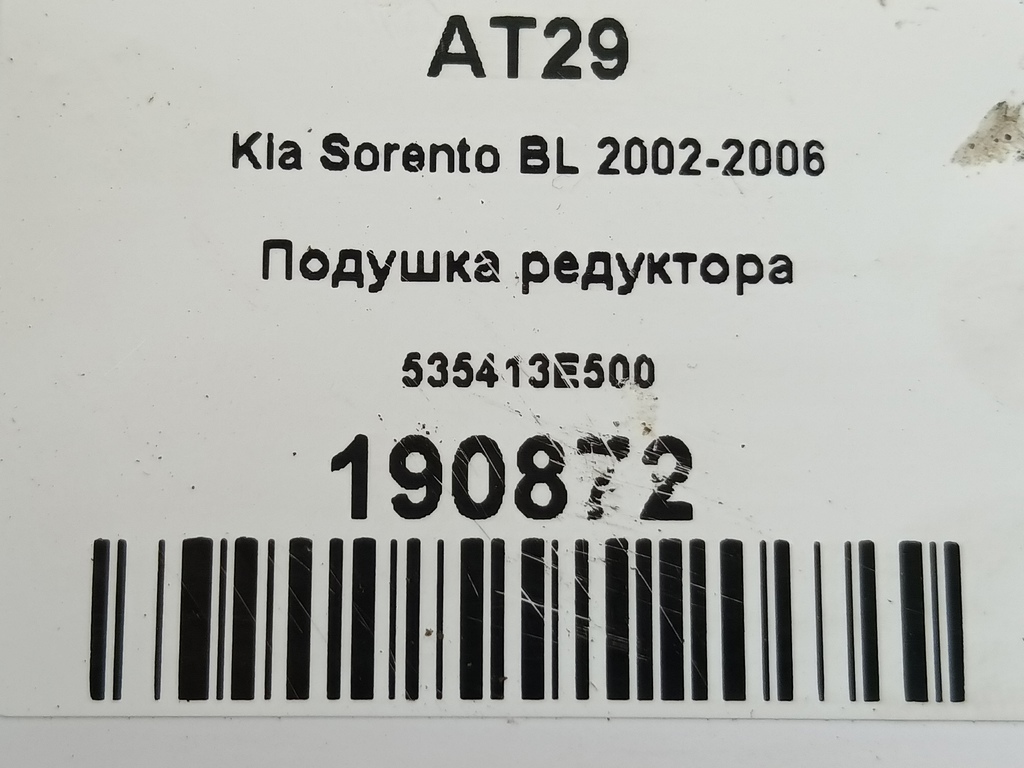 AT29
Kia Sorento BL 2002-2006
Подушка редуктора
535413E500
190872